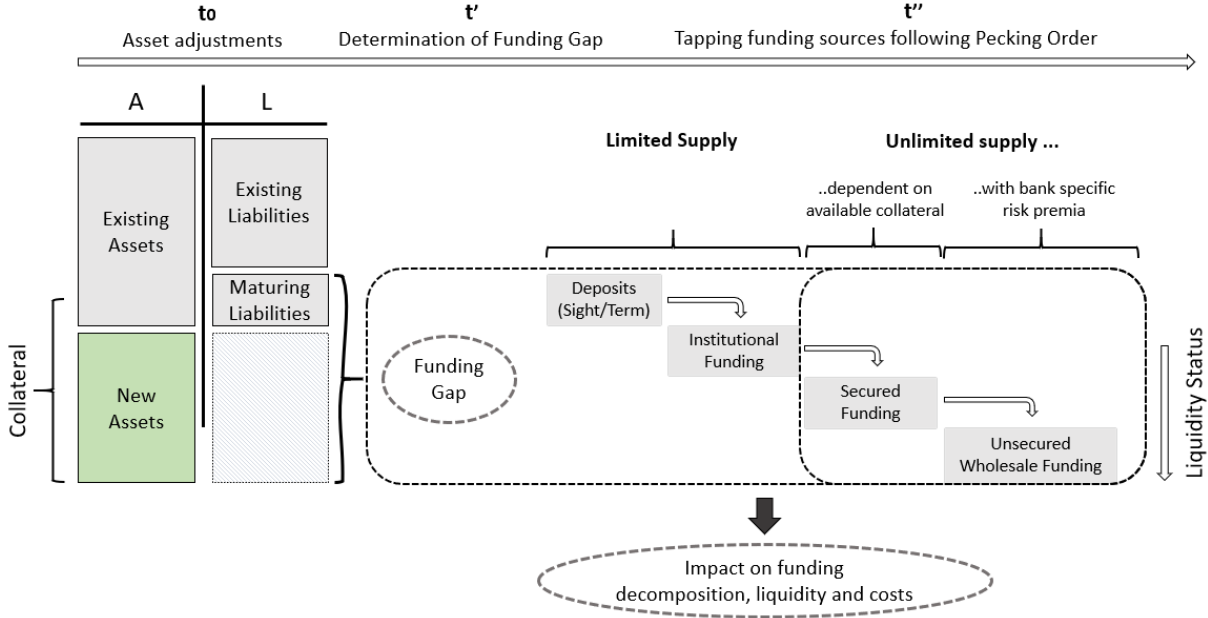 t0
Asset adjustments
t'
Determination of Funding Gap
t''
Tapping funding sources following Pecking Order
A
L
Existing
Assets
New
Assets
Existing
Liabilities
Maturing
Liabilities
Collateral
Funding
Gap
Limited Supply
Unlimited supply ...
..dependent on
available collateral
..with bank specific
risk premia
Deposits
(Sight/Term)
Institutional
Funding
Secured
Funding
Unsecured
Wholesale Funding
Liquidity Status
Impact on funding
decomposition, liquidity and costs